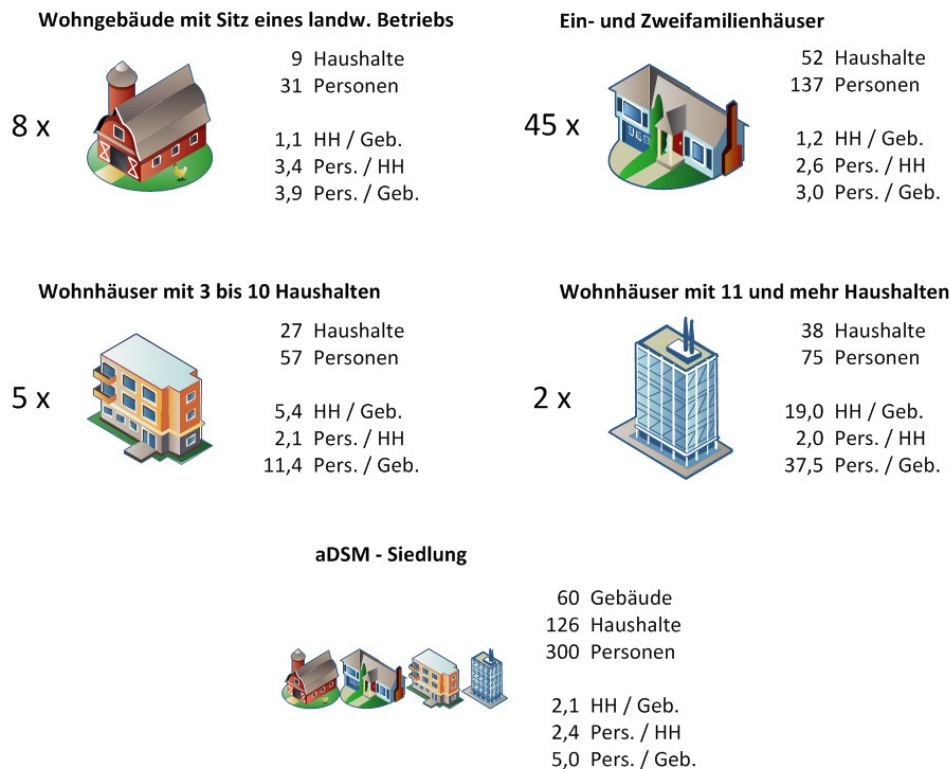 Wohngebäude mit Sitz eines landw. Betriebs
8 x
9 Haushalte
31 Personen
1,1 HH / Geb.
3,4 Pers. / HH
3,9 Pers. / Geb.
Ein- und Zweifamilienhäuser
45 x
52 Haushalte
137 Personen
1,2 HH / Geb.
2,6 Pers. / HH
3,0 Pers. / Geb.
Wohnhäuser mit 3 bis 10 Haushalten
5 x
27 Haushalte
57 Personen
5,4 HH / Geb.
2,1 Pers. / HH
11,4 Pers. / Geb.
Wohnhäuser mit 11 und mehr Haushalten
2 x
38 Haushalte
75 Personen
19,0 HH / Geb.
2,0 Pers. / HH
37,5 Pers. / Geb.
aDSM - Siedlung
60 Gebäude
126 Haushalte
300 Personen
2,1 HH / Geb.
2,4 Pers. / HH
5,0 Pers. / Geb.